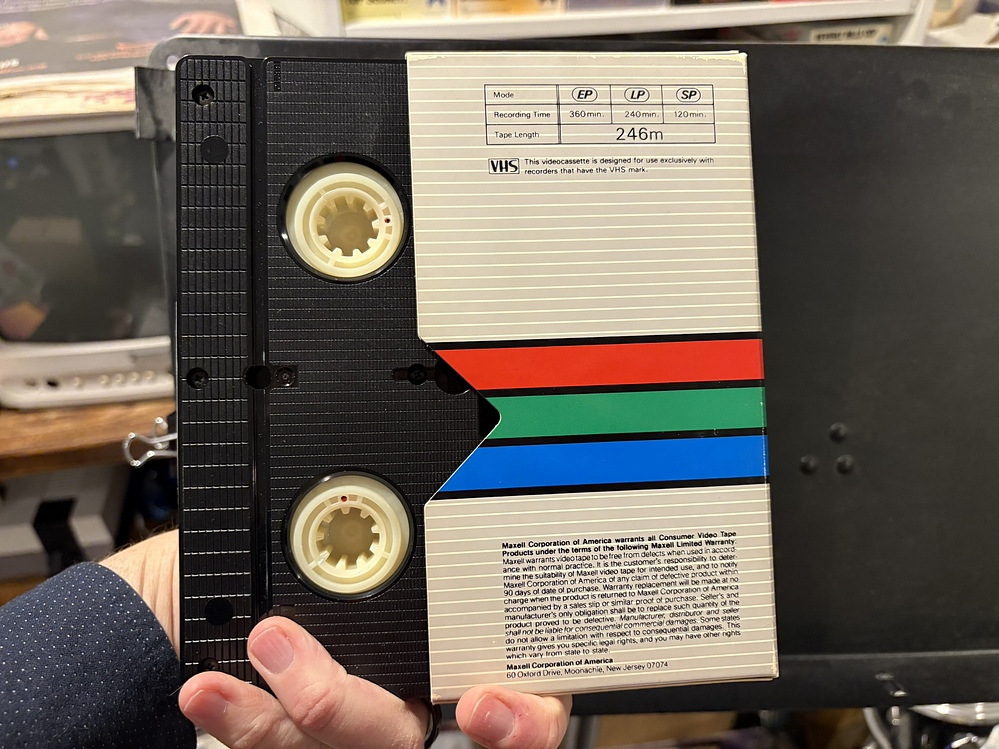 Mode EP LP SP
Recording Time 360min. 240min. 120min.
Tape Length 246m
VHS This videocassette is designed for use exclusively with
recorders that have the VHS mark.
Maxell Corporation of America warrants all Consumer Video Tape
Products under the terms of the following Maxell Limited Warranty:
Maxell warrants video tape to be free from defects when used in accord-
ance with normal practice. It is the customer's responsibility to deter-
mine the suitability of Maxell video tape for intended use, and to notify
Maxell Corporation of America of any claim of defective product within
90 days of date of purchase. Warranty replacement will be made at no
charge when the product is returned to Maxell Corporation of America
accompanied by a sales slip or similar proof of purchase. Seller's and
manufacturer's only obligation shall be to replace such quantity of the
product proved to be defective. Manufacturer, distributor and seller
shall not be liable for consequential commercial damages. Some states
do not allow a limitation with respect to consequential damages. This
warranty gives you specific legal rights, and you may have other rights
which vary from state to state.
Maxell Corporation of America
60 Oxford Drive, Moonachie, New Jersey 07074